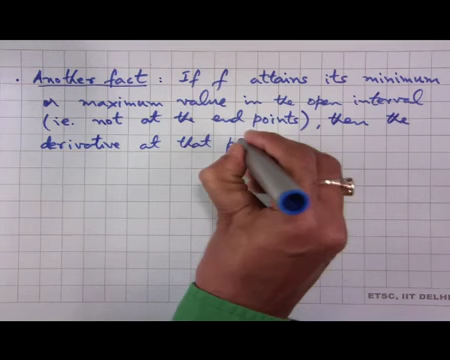 . Another fact : If f attains its minimum
or maximum value in the open interval
(i.e. not at the end points), then the
derivative at that
ETSC, IIT DELHI